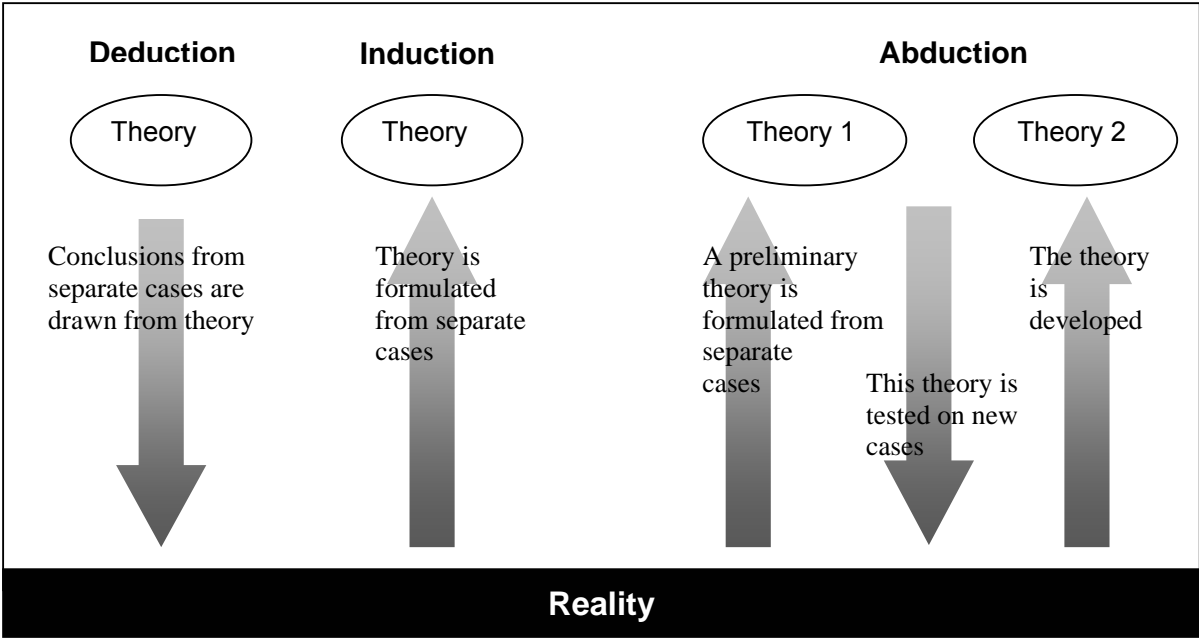 Deduction
Induction
Abduction
Theory
Theory
Theory 1
Theory 2
Conclusions from
separate cases are
drawn from theory
Theory is
formulated
from separate
cases
A preliminary
theory is
formulated from
separate
cases
This theory is
tested on new
cases
The theory
is
developed
Reality